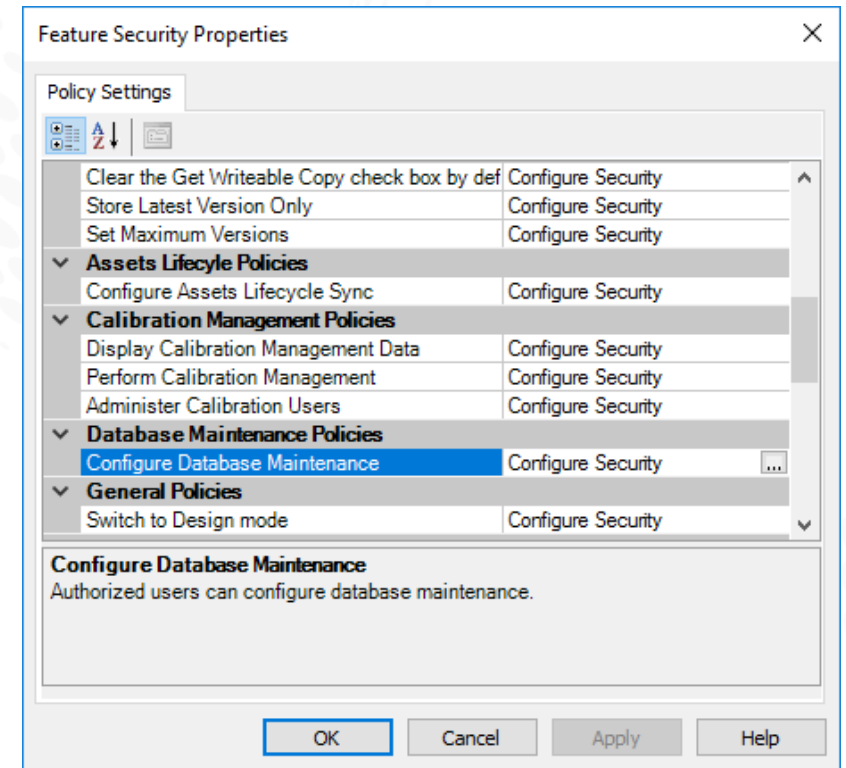 Feature Security Properties
Policy Settings
Clear the Get Writeable Copy check box by def Configure Security
Store Latest Version Only Configure Security
Set Maximum Versions Configure Security
Assets Lifecyle Policies
Configure Assets Lifecycle Sync Configure Security
Calibration Management Policies
Display Calibration Management Data Configure Security
Perform Calibration Management Configure Security
Administer Calibration Users Configure Security
Database Maintenance Policies
Configure Database Maintenance Configure Security ...
General Policies
Switch to Design mode Configure Security
Configure Database Maintenance
Authorized users can configure database maintenance.
OK Cancel Apply Help